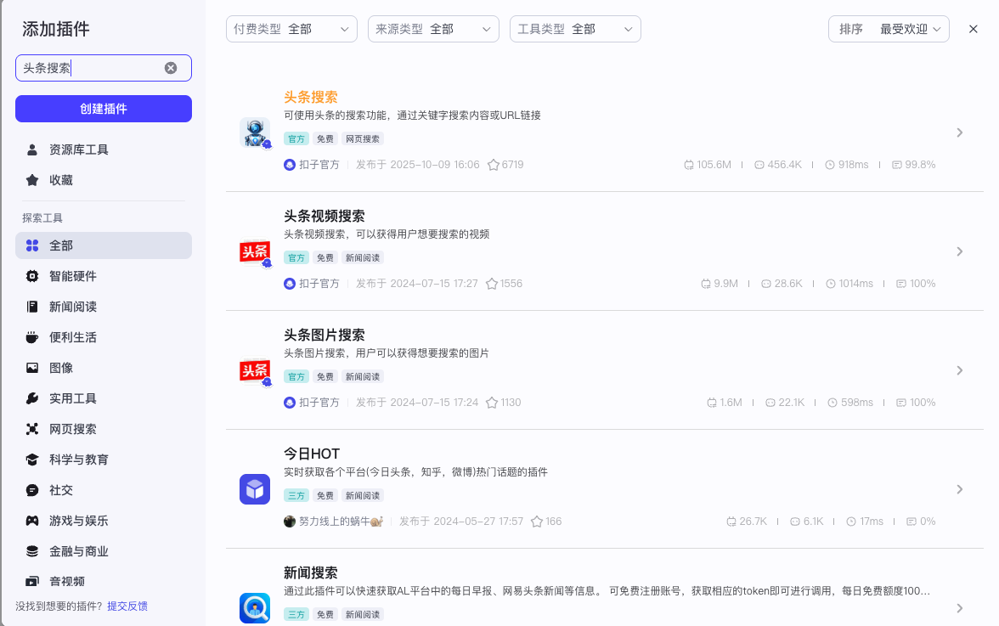 添加插件
头条搜索
创建插件
资源库工具
收藏
探索工具
全部
智能硬件
新闻阅读
便利生活
图像
实用工具
网页搜索
科学与教育
社交
游戏与娱乐
金融与商业
音视频
没找到想要的插件? 提交反馈
付费类型 全部 来源类型 全部 工具类型 全部 排序 最受欢迎
头条搜索
可使用头条的搜索功能，通过关键字搜索内容或URL链接
官方 免费 网页搜索
扣子官方 发布于 2025-10-09 16:06 6719 105.6M 456.4K 918ms 99.8%
头条视频搜索
头条视频搜索，可以获得用户想要搜索的视频
头条
官方 免费 新闻阅读
扣子官方 发布于 2024-07-15 17:27 1556 9.9M 28.6K 1014ms 100%
头条图片搜索
头条图片搜索，用户可以获得想要搜索的图片
头条
官方 免费 新闻阅读
扣子官方 发布于 2024-07-15 17:24 1130 1.6M 22.1K 598ms 100%
今日HOT
实时获取各个平台(今日头条，知乎，微博)热门话题的插件
三方 免费 新闻阅读
努力线上的蜗牛🐌 发布于 2024-05-27 17:57 166 26.7K 6.1K 17ms 0%
新闻搜索
通过此插件可以快速获取AL平台中的每日早报、网易头条新闻等信息。 可免费注册账号，获取相应的token即可进行调用，每日免费额度100...
三方 免费 新闻阅读